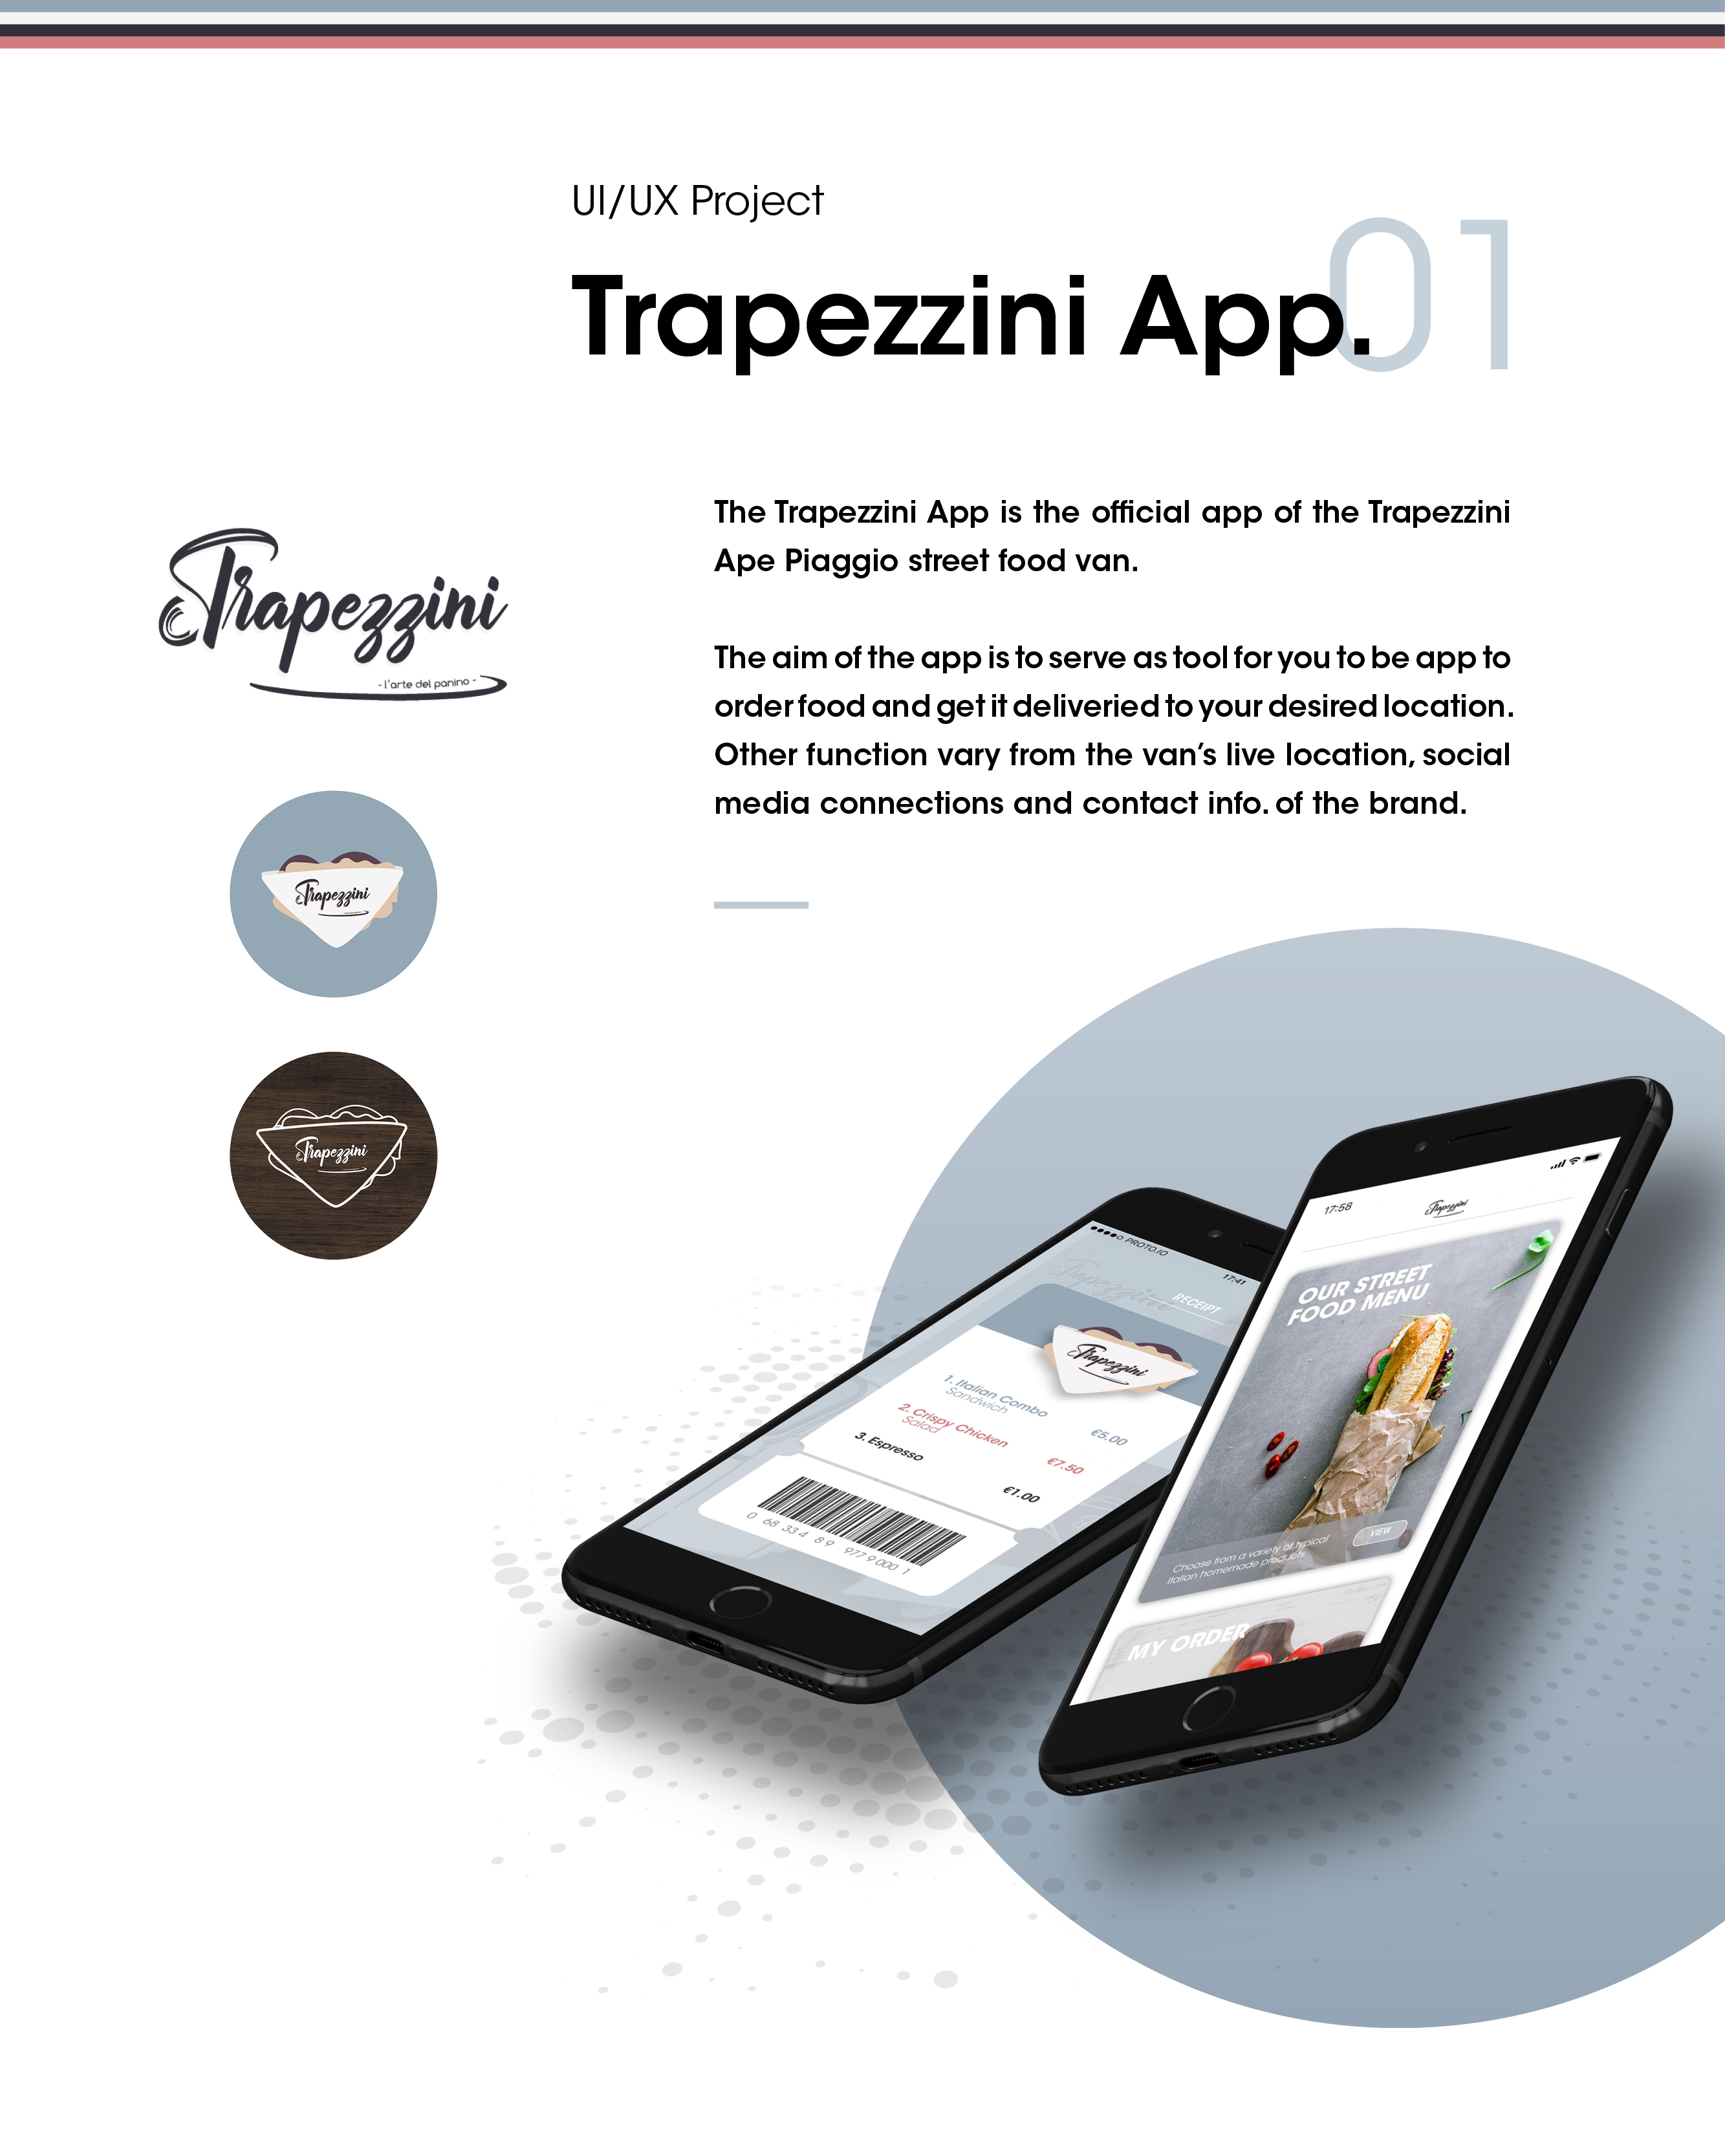 UI/UX Project
01
Trapezzini App.
The Trapezzini App is the official app of the Trapezzini
Ape Piaggio street food van.
The aim of the app is to serve as tool for you to be app to
order food and get it deliveried to your desired location.
Other function vary from the van's live location, social
media connections and contact info. of the brand.
Trapezzini
- l'arte del panino -
Trapezzini
Trapezzini
PROTO.IO
17:41
Trapezzini
RECEIPT
Trapezzini
1. Italian Combo
Sandwich
€5.00
2. Crispy Chicken
Salad
€7.50
3. Espresso
€1.00
0 68 334 89 9779 000 1
17:58
Trapezzini
OUR STREET
FOOD MENU
Choose from a variety of typical
Italian homemade products
VIEW
MY ORDER